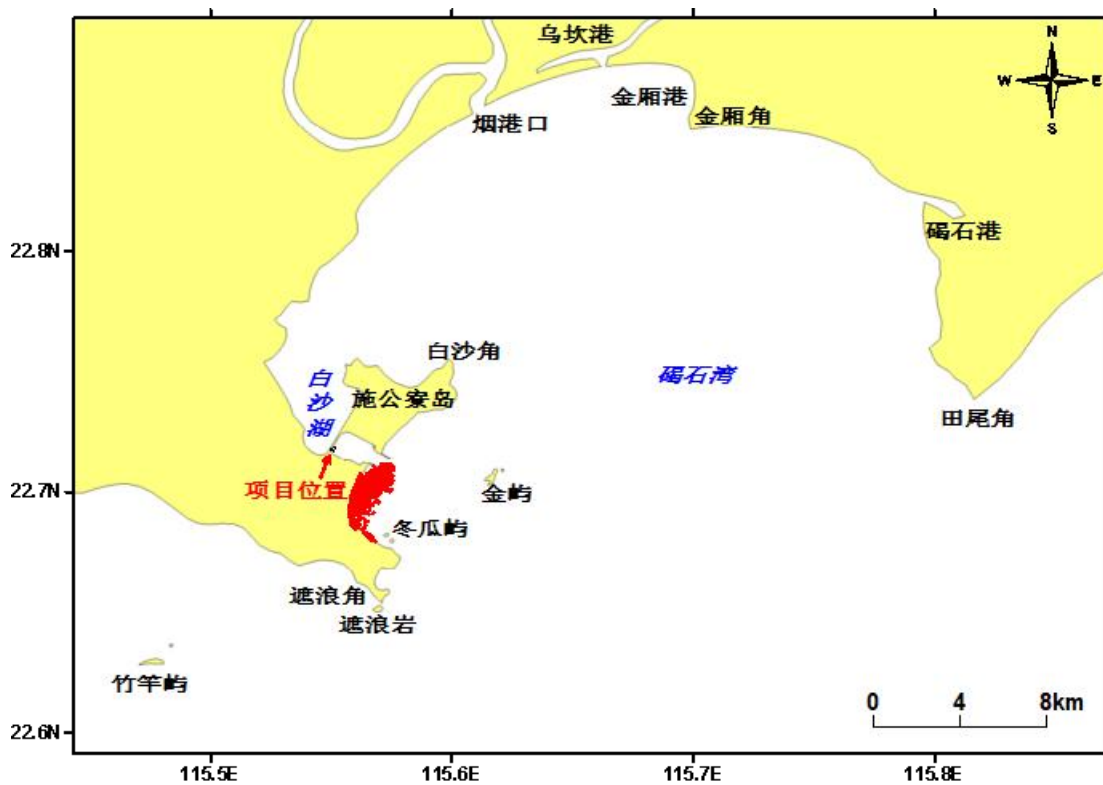 乌坎港
N
W
E
S
金厢港
烟港口
金厢角
碣石港
22.8N
白沙角
白沙湖
碣石湾
施公寮岛
田尾角
项目位置
22.7N
金屿
冬瓜屿
遮浪角
遮浪岩
竹竿屿
0 4 8km
22.6N
115.5E 115.6E 115.7E 115.8E